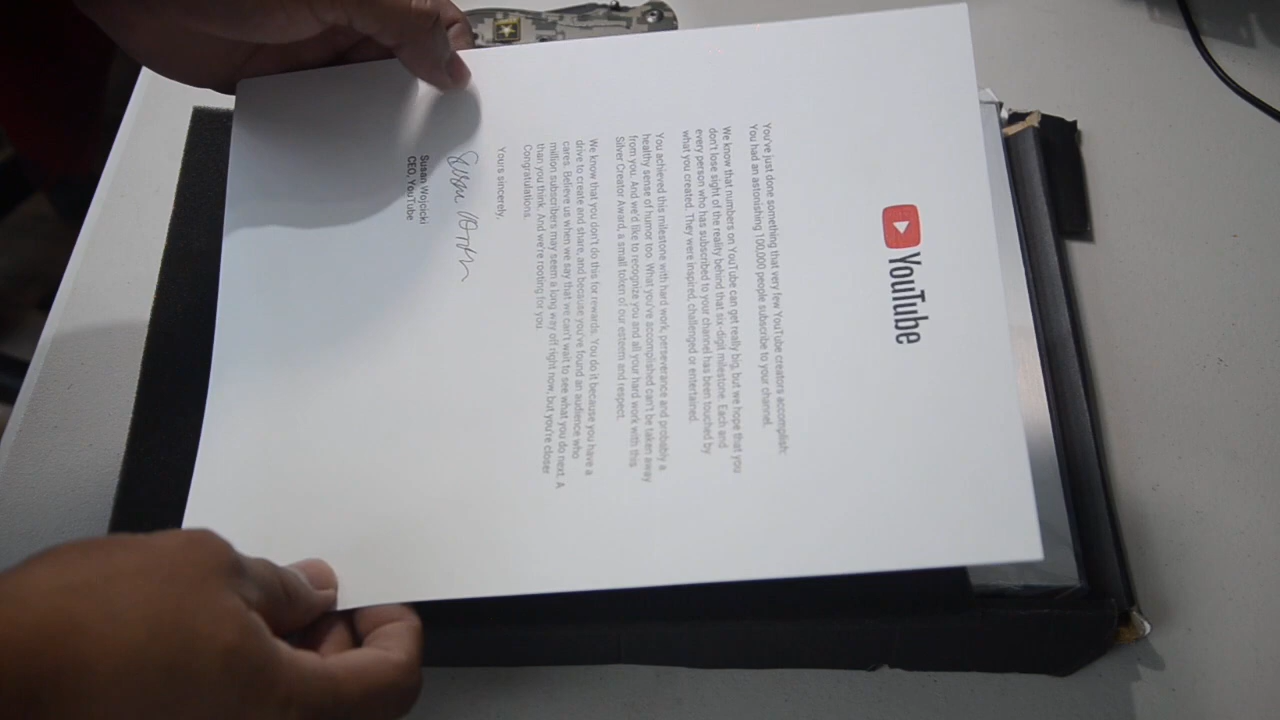 YouTube
You've just done something that very few YouTube creators accomplish:
You had an astonishing 100,000 people subscribe to your channel.
We know that numbers on YouTube can get really big, but we hope that you
don't lose sight of the reality behind that six-digit milestone. Each and
every person who has subscribed to your channel has been touched by
what you created. They were inspired, challenged or entertained.
You achieved this milestone with hard work, perseverance and probably a
healthy sense of humor too. What you've accomplished can't be taken away
from you. And we'd like to recognize you and all your hard work with this
Silver Creator Award, a small token of our esteem and respect.
We know that you don't do this for rewards. You do it because you have a
drive to create and share, and because you've found an audience who
cares. Believe us when we say that we can't wait to see what you do next. A
million subscribers may seem a long way off right now, but you're closer
than you think. And we're rooting for you.
Congratulations.
Yours sincerely,
Susan Wojcicki
CEO, YouTube